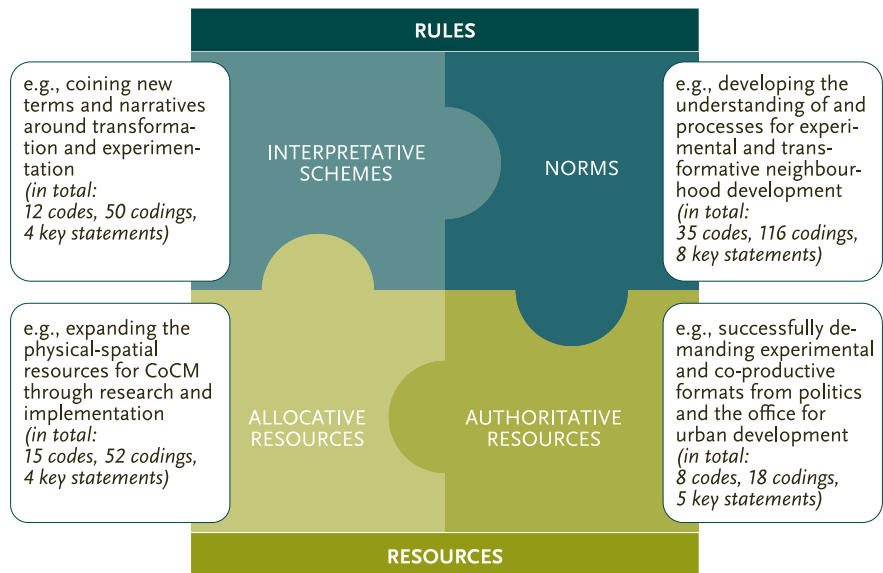 RULES
e.g., coining new
terms and narratives
around transforma-
tion and experimen-
tation
(in total:
12 codes, 50 codings,
4 key statements)
INTERPRETATIVE
SCHEMES
NORMS
e.g., developing the
understanding of and
processes for experi-
mental and trans-
formative neighbour-
hood development
(in total:
35 codes, 116 codings,
8 key statements)
e.g., expanding the
physical-spatial
resources for CoCM
through research and
implementation
(in total:
15 codes, 52 codings,
4 key statements)
ALLOCATIVE
RESOURCES
AUTHORITATIVE
RESOURCES
e.g., successfully de-
manding experimental
and co-productive
formats from politics
and the office for
urban development
(in total:
8 codes, 18 codings,
5 key statements)
RESOURCES